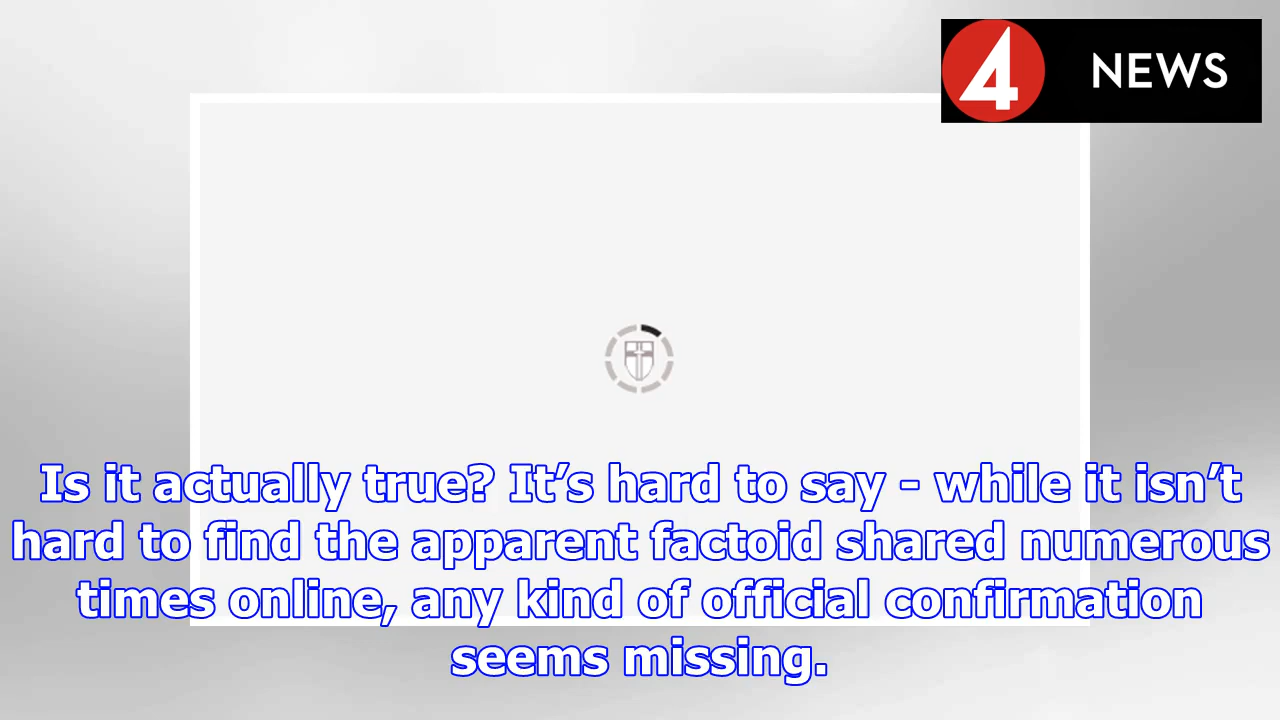 4 NEWS
Is it actually true? It’s hard to say - while it isn’t
hard to find the apparent factoid shared numerous
times online, any kind of official confirmation
seems missing.